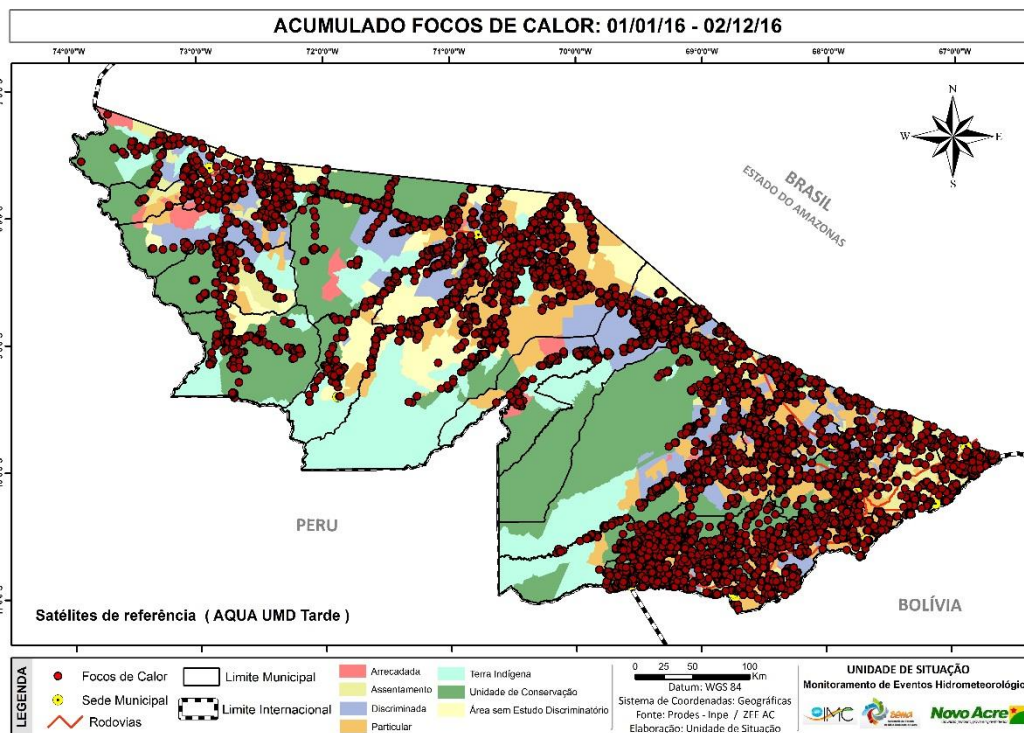 ACUMULADO FOCOS DE CALOR: 01/01/16 - 02/12/16
74°0'0"W 73°0'0"W 72°0'0"W 71°0'0"W 70°0'0"W 69°0'0"W 68°0'0"W 67°0'0"W
N
W E
S
BRASIL
ESTADO DO AMAZONAS
PERU
BOLÍVIA
Satélites de referência ( AQUA UMD Tarde )
LEGENDA
Focos de Calor
Sede Municipal
Rodovias
Limite Municipal
Limite Internacional
Arrecadada
Assentamento
Discriminada
Particular
Terra Indígena
Unidade de Conservação
Área sem Estudo Discriminatório
0 25 50 100
Km
Datum: WGS 84
Sistema de Coordenadas: Geográficas
Fonte: Prodes - Inpe / ZEE AC
Elaboração: Unidade de Situação
UNIDADE DE SITUAÇÃO
Monitoramento de Eventos Hidrometeorológico
IMC
sema
Novo Acre